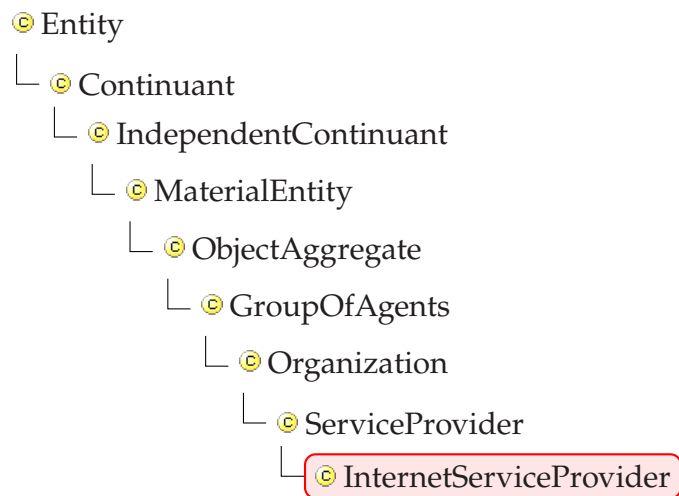 C Entity
C Continuant
C IndependentContinuant
C MaterialEntity
C ObjectAggregate
C GroupOfAgents
C Organization
C ServiceProvider
C InternetServiceProvider